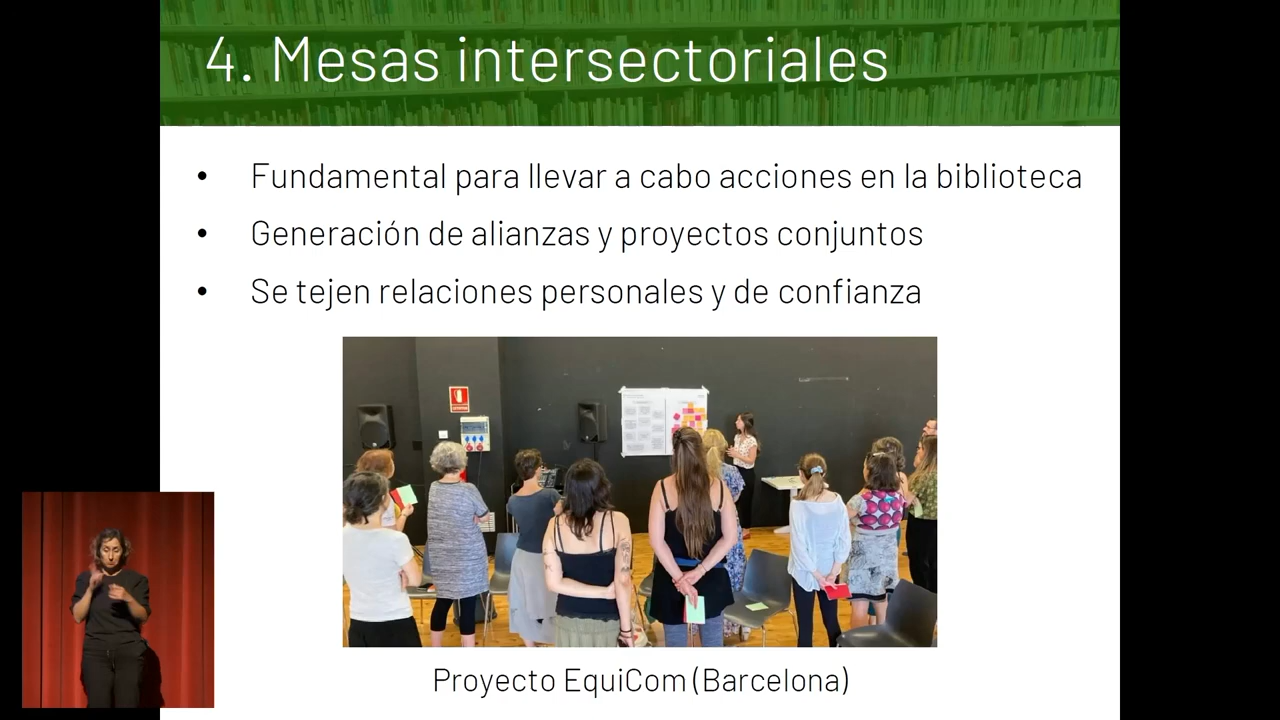 4. Mesas intersectoriales
• Fundamental para llevar a cabo acciones en la biblioteca
• Generación de alianzas y proyectos conjuntos
• Se tejen relaciones personales y de confianza
Proyecto EquiCom (Barcelona)